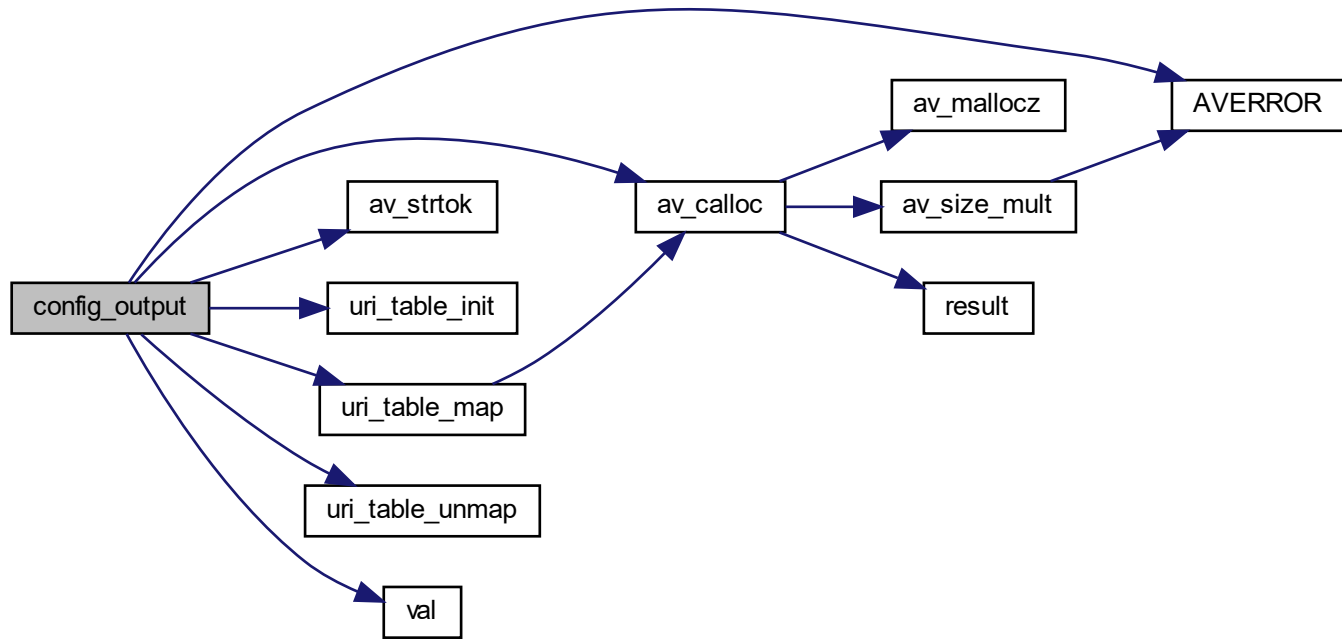 config_output
av_strtok
uri_table_init
uri_table_map
uri_table_unmap
val
av_calloc
av_mallocz
av_size_mult
result
AVERROR